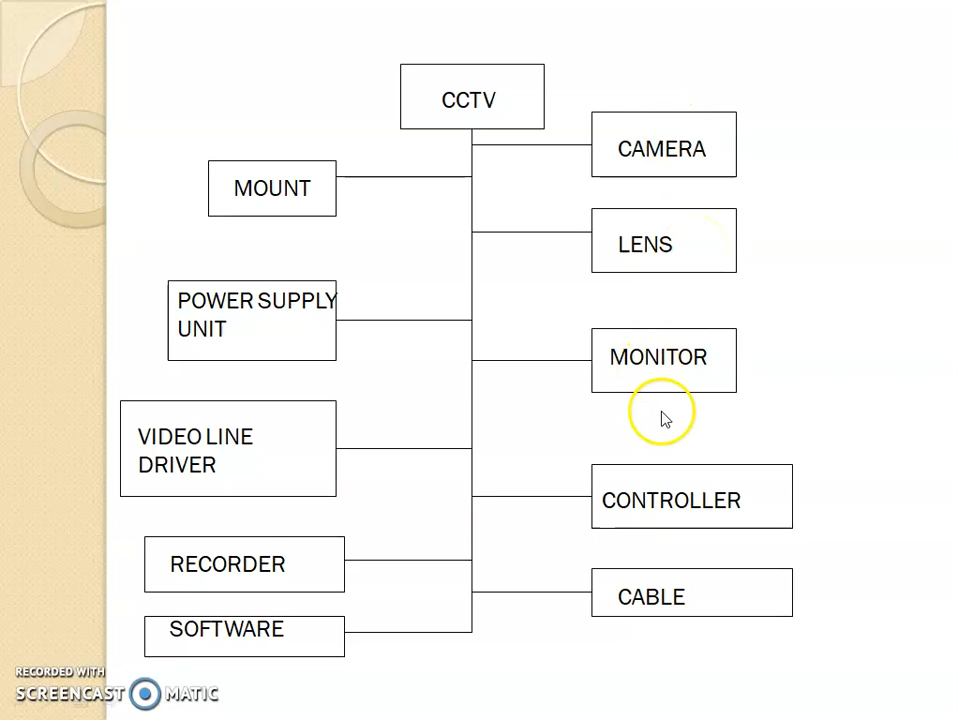 CCTV
CAMERA
MOUNT
LENS
POWER SUPPLY
UNIT
MONITOR
VIDEO LINE
DRIVER
CONTROLLER
RECORDER
CABLE
SOFTWARE
RECORDED WITH
SCREENCAST MATIC